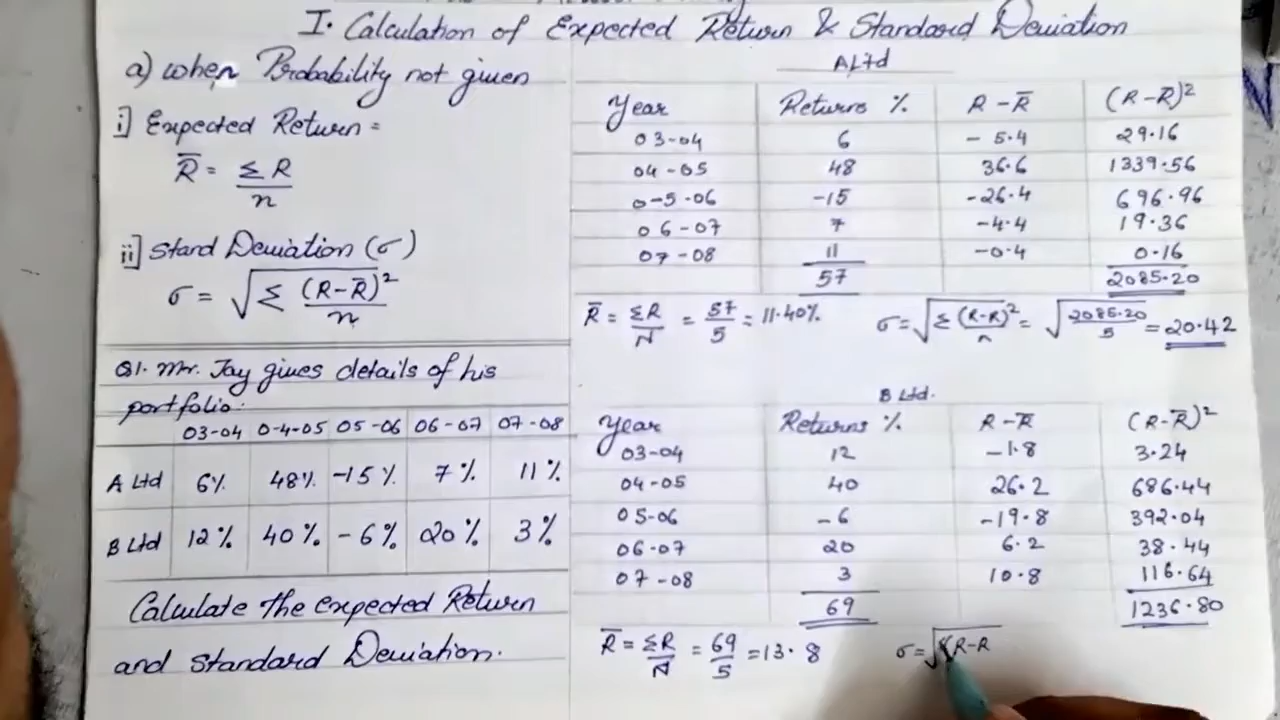 I. Calculation of Expected Return & Standard Deviation
a) when Probability not given
i] Expected Return =
R̅ = Σ R / n
ii] Stard Deviation (σ)
σ = √Σ (R-R̅)² / n
Q1. Mr. Jay gives details of his
portfolio:
03-04 0-4-05 05-06 06-07 07-08
A Ltd 6% 48% -15% 7% 11%
B Ltd 12% 40% -6% 20% 3%
Calculate the expected Return
and Standard Deviation.
A Ltd
Year Returns % R-R̅ (R-R̅)²
03-04 6 -5.4 29.16
04-05 48 36.6 1339.56
0-5-06 -15 -26.4 696.96
06-07 7 -4.4 19.36
07-08 11 -0.4 0.16
57 2085.20
R̅ = ΣR / N = 57 / 5 = 11.40% σ = √Σ (R-R)² / n = √2085.20 / 5 = 20.42
B Ltd.
Year Returns % R-R̅ (R-R̅)²
03-04 12 -1.8 3.24
04-05 40 26.2 686.44
05-06 -6 -19.8 392.04
06-07 20 6.2 38.44
07-08 3 10.8 116.64
69 1236.80
R̅ = ΣR / N = 69 / 5 = 13.8 σ = √ (R-R